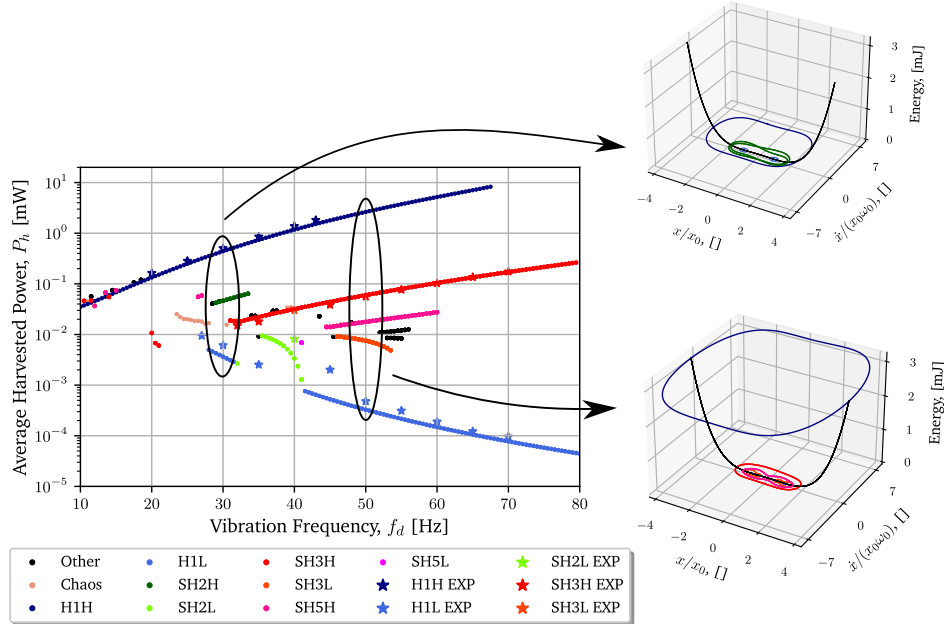 3
2
1
0
Energy, [mJ]
7
0
−7
ẋ/(x₀ω₀), []
−4
−2
0
2
4
x/x₀, []
10¹
10⁰
10⁻¹
10⁻²
10⁻³
10⁻⁴
10⁻⁵
Average Harvested Power, Pₕ [mW]
10 20 30 40 50 60 70 80
Vibration Frequency, f_d [Hz]
3
2
1
0
Energy, [mJ]
7
0
−7
ẋ/(x₀ω₀), []
−4
−2
0
2
4
x/x₀, []
Other H1L SH3H SH5L SH2L EXP
Chaos SH2H SH3L H1H EXP SH3H EXP
H1H SH2L SH5H H1L EXP SH3L EXP